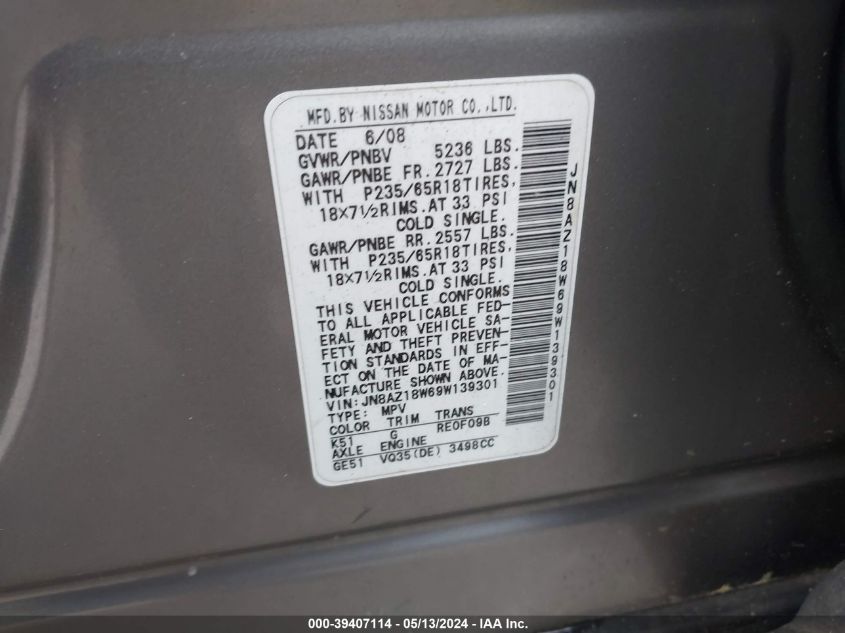 MFD.BY NISSAN MOTOR CO.,LTD.
DATE 6/08
GVWR/PNBV 5236 LBS.
GAWR/PNBE FR. 2727 LBS.
WITH P235/65R18TIRES,
18X7½RIMS.AT 33 PSI
COLD SINGLE.
GAWR/PNBE RR. 2557 LBS.
WITH P235/65R18TIRES,
18X7½RIMS.AT 33 PSI
COLD SINGLE.
THIS VEHICLE CONFORMS
TO ALL APPLICABLE FED-
ERAL MOTOR VEHICLE SA-
FETY AND THEFT PREVEN-
TION STANDARDS IN EFF-
ECT ON THE DATE OF MA-
NUFACTURE SHOWN ABOVE.
VIN:JN8AZ18W69W139301
TYPE: MPV
COLOR TRIM TRANS
K51 G RE0F09B
AXLE ENGINE
GE51 VQ35(DE) 3498CC
JN8AZ18W69W139301
000-39407114 - 05/13/2024 - IAA Inc.